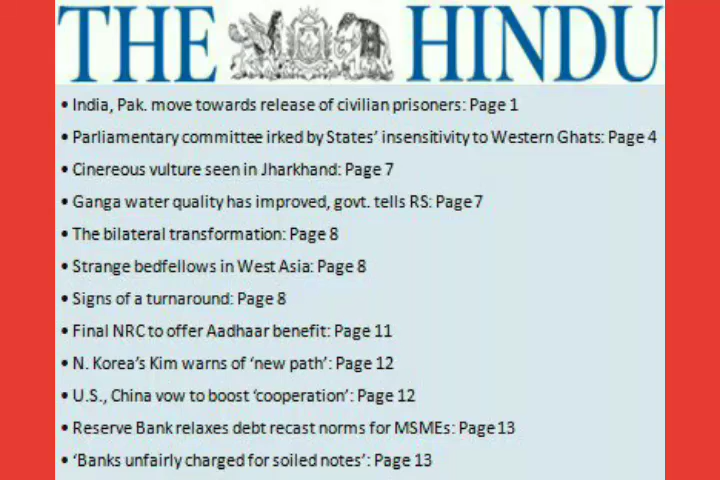 THE HINDU
• India, Pak. move towards release of civilian prisoners: Page 1
• Parliamentary committee irked by States' insensitivity to Western Ghats: Page 4
• Cinereous vulture seen in Jharkhand: Page 7
• Ganga water quality has improved, govt. tells RS: Page 7
• The bilateral transformation: Page 8
• Strange bedfellows in West Asia: Page 8
• Signs of a turnaround: Page 8
• Final NRC to offer Aadhaar benefit: Page 11
• N. Korea's Kim warns of 'new path': Page 12
• U.S., China vow to boost 'cooperation': Page 12
• Reserve Bank relaxes debt recast norms for MSMEs: Page 13
• 'Banks unfairly charged for soiled notes': Page 13